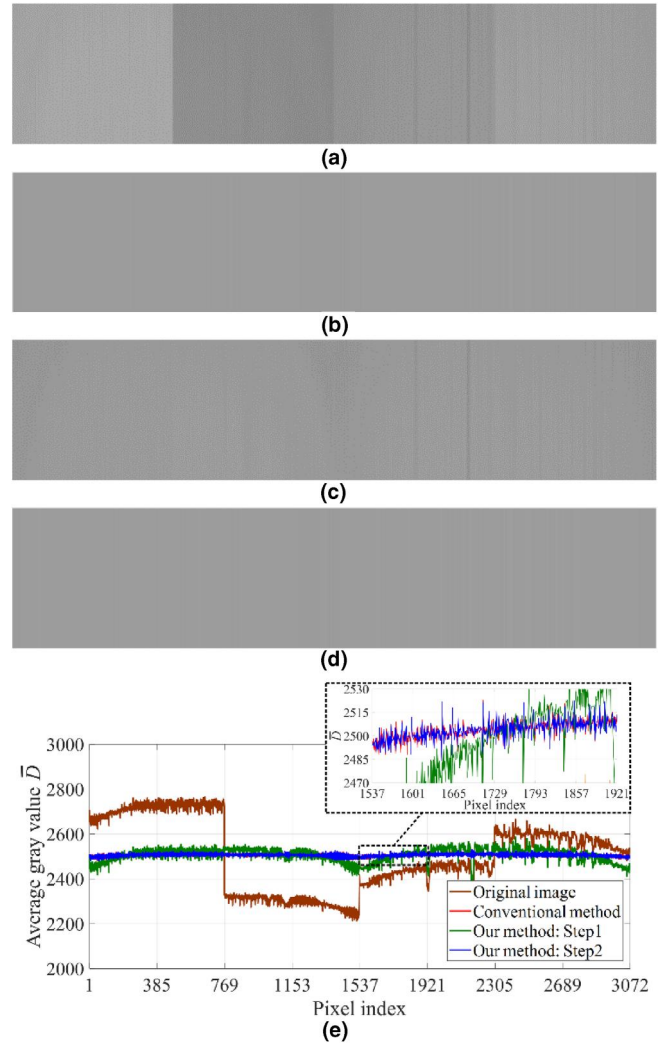 (a)
(b)
(c)
(d)
2530
2515
2500
2485
2470
D̅
1537 1601 1665 1729 1793 1857 1921
Pixel index
3000
2800
2600
2400
2200
2000
Average gray value D̅
Original image
Conventional method
Our method: Step1
Our method: Step2
1 385 769 1153 1537 1921 2305 2689 3072
Pixel index
(e)